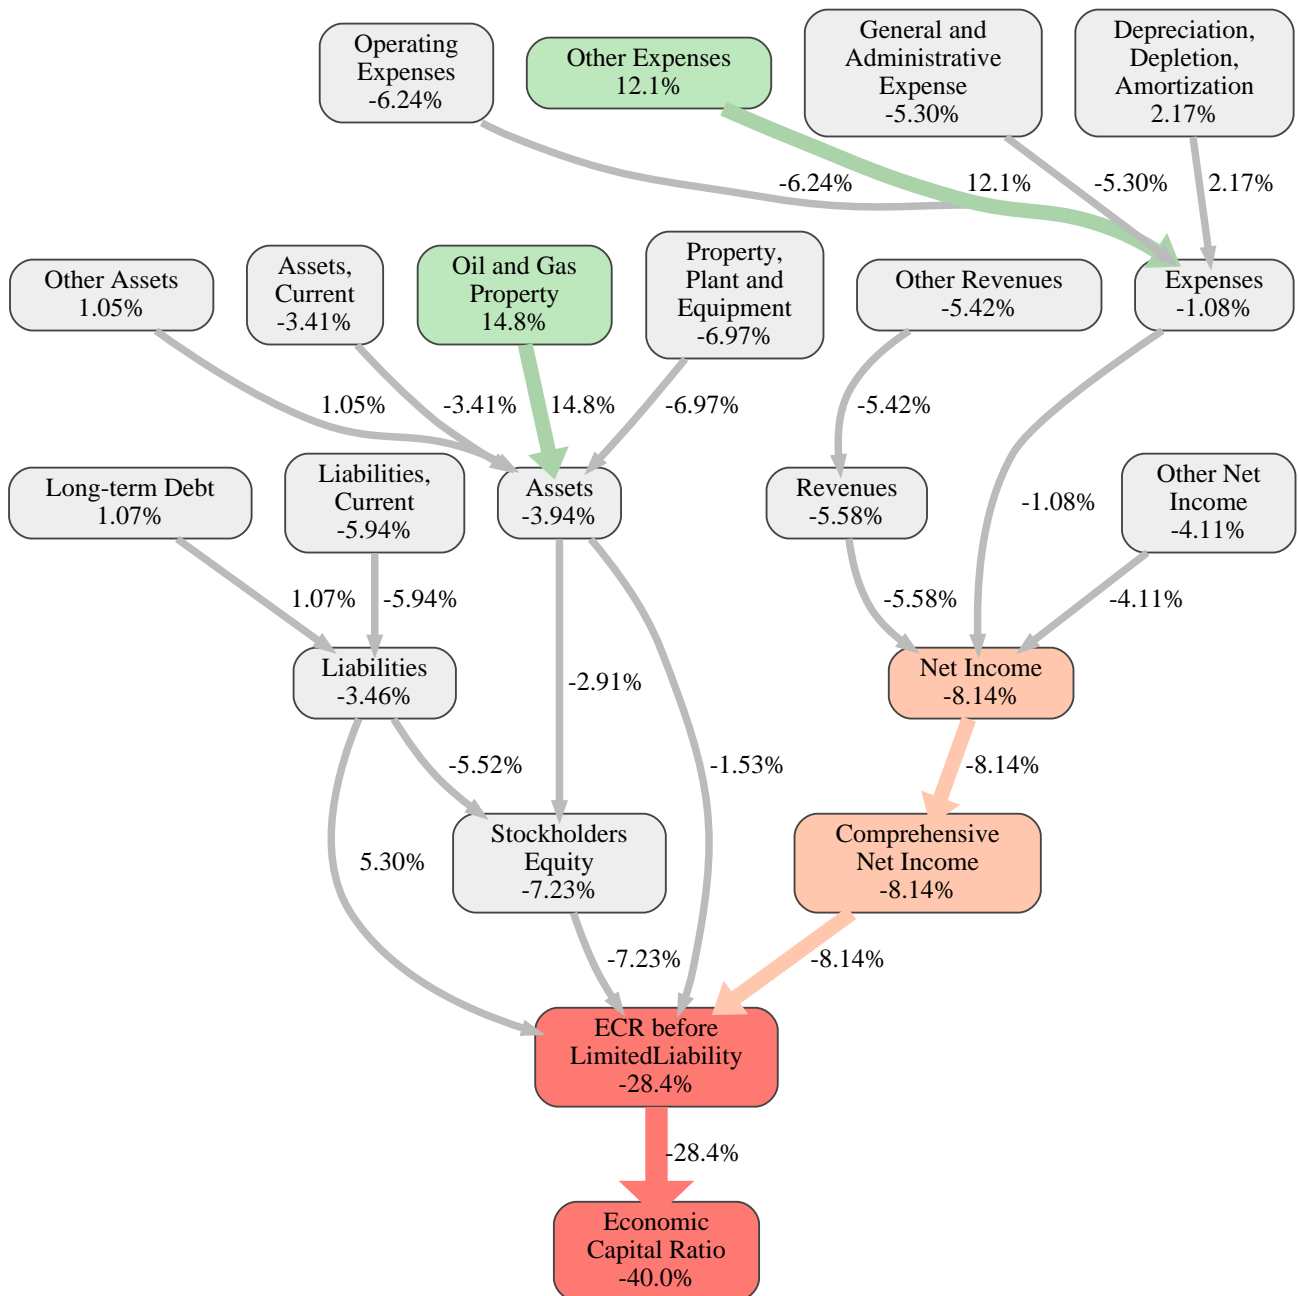 Operating
Expenses
-6.24%
Other Expenses
12.1%
General and
Administrative
Expense
-5.30%
Depreciation,
Depletion,
Amortization
2.17%
-6.24%
12.1%
-5.30%
2.17%
Other Assets
1.05%
Assets,
Current
-3.41%
Oil and Gas
Property
14.8%
Property,
Plant and
Equipment
-6.97%
Other Revenues
-5.42%
Expenses
-1.08%
1.05%
-3.41%
14.8%
-6.97%
-5.42%
Long-term Debt
1.07%
Liabilities,
Current
-5.94%
Assets
-3.94%
Revenues
-5.58%
-1.08%
Other Net
Income
-4.11%
1.07%
-5.94%
-5.58%
-4.11%
Liabilities
-3.46%
-2.91%
Net Income
-8.14%
-5.52%
-1.53%
-8.14%
5.30%
Stockholders
Equity
-7.23%
Comprehensive
Net Income
-8.14%
-7.23%
-8.14%
ECR before
LimitedLiability
-28.4%
-28.4%
Economic
Capital Ratio
-40.0%